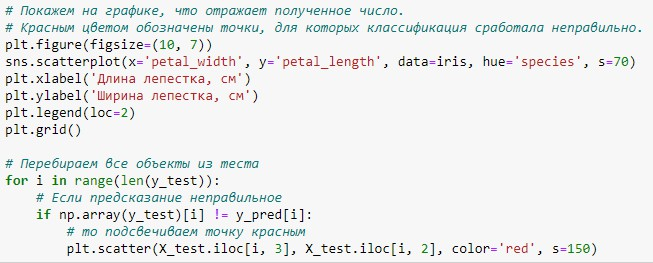 # Покажем на графике, что отражает полученное число.
# Красным цветом обозначены точки, для которых классификация сработала неправильно.
plt.figure(figsize=(10, 7))
sns.scatterplot(x='petal_width', y='petal_length', data=iris, hue='species', s=70)
plt.xlabel('Длина лепестка, см')
plt.ylabel('Ширина лепестка, см')
plt.legend(loc=2)
plt.grid()
# Перебираем все объекты из теста
for i in range(len(y_test)):
# Если предсказание неправильное
if np.array(y_test)[i] != y_pred[i]:
# то подсвечиваем точку красным
plt.scatter(X_test.iloc[i, 3], X_test.iloc[i, 2], color='red', s=150)